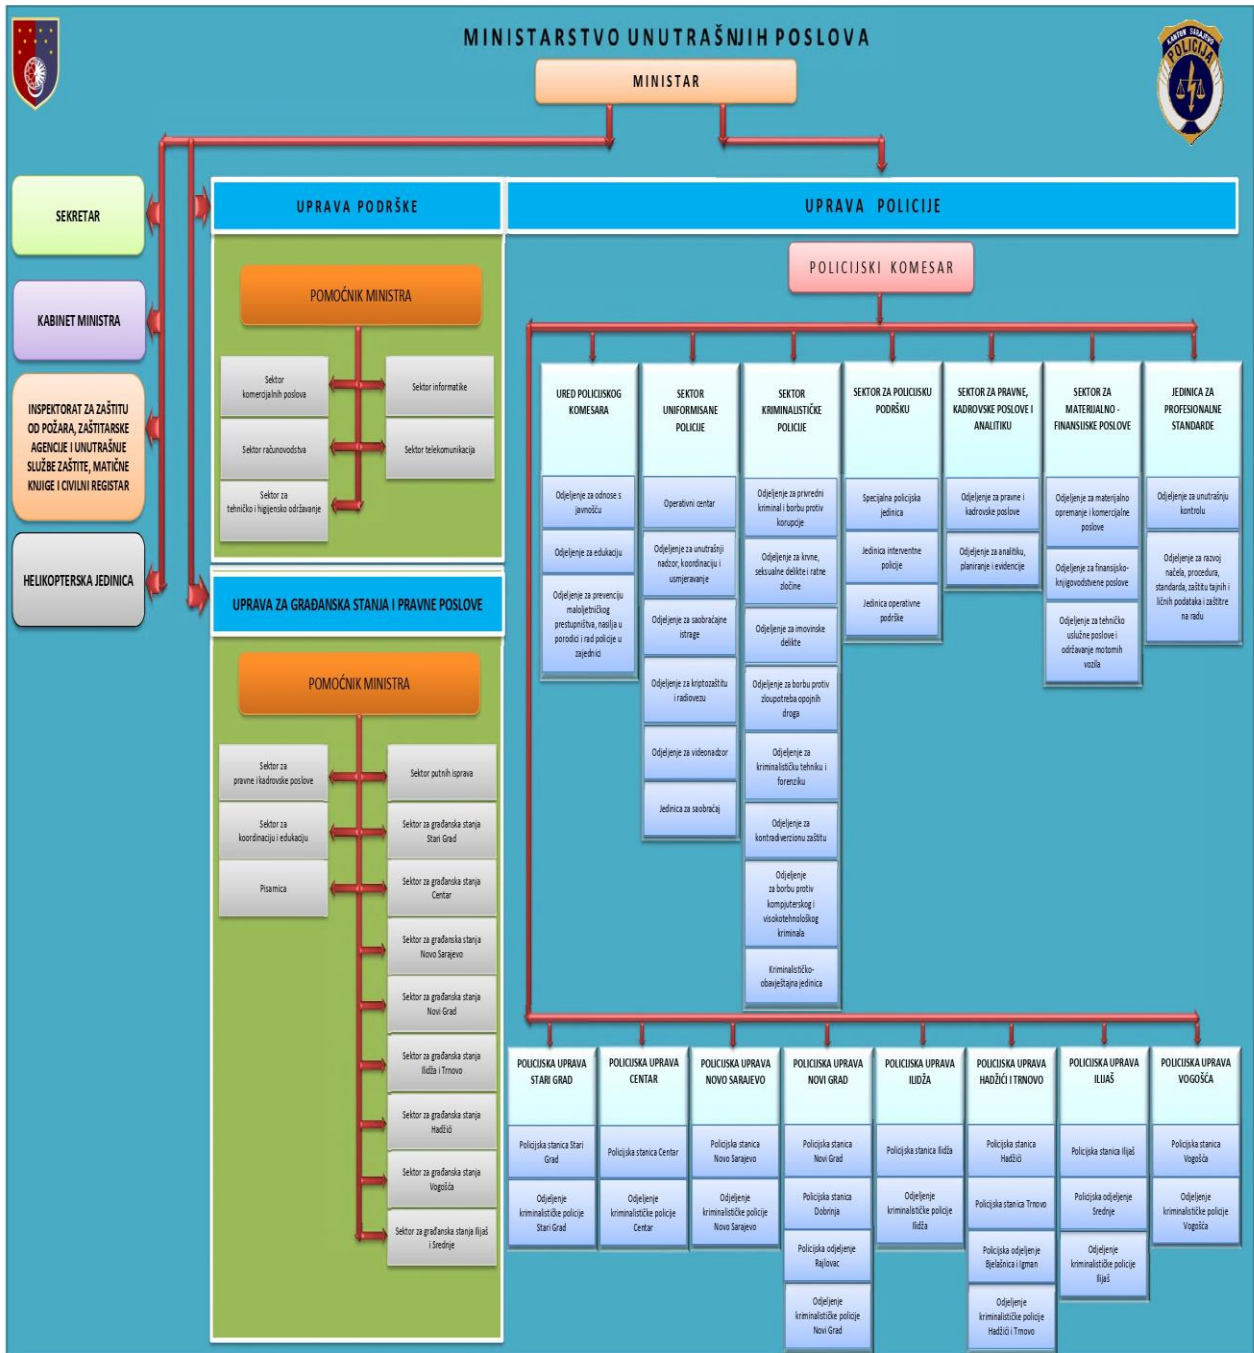 MINISTARSTVO UNUTRAŠNJIH POSLOVA
KANTON SARAJEVO
POLICIJA
MINISTAR
SEKRETAR
KABINET MINISTRA
INSPEKTORAT ZA ZAŠTITU
OD POŽARA, ZAŠTITARSKE
AGENCIJE I UNUTRAŠNJE
SLUŽBE ZAŠTITE, MATIČNE
KNJIGE I CIVILNI REGISTAR
HELIKOPTERSKA JEDINICA
UPRAVA PODRŠKE
POMOĆNIK MINISTRA
Sektor
komercijalnih poslova
Sektor informatike
Sektor računovodstva
Sektor telekomunikacija
Sektor za
tehničko i higijensko održavanje
UPRAVA ZA GRAĐANSKA STANJA I PRAVNE POSLOVE
POMOĆNIK MINISTRA
Sektor za
pravne i kadrovske poslove
Sektor putnih isprava
Sektor za
koordinaciju i edukaciju
Sektor za građanska stanja
Stari Grad
Pisarnica
Sektor za građanska stanja
Centar
Sektor za građanska stanja
Novo Sarajevo
Sektor za građanska stanja
Novi Grad
Sektor za građanska stanja
Ilidža i Trnovo
Sektor za građanska stanja
Hadžići
Sektor za građanska stanja
Vogošća
Sektor za građanska stanja Ilijaš
i Srednje
UPRAVA POLICIJE
POLICIJSKI KOMESAR
URED POLICIJSKOG
KOMESARA
Odjeljenje za odnose s
javnošću
Odjeljenje za edukaciju
Odjeljenje za prevenciju
maloljetničkog
prestupništva, nasilja u
porodici i rad policije u
zajednici
SEKTOR
UNIFORMISANE
POLICIJE
Operativni centar
Odjeljenje za unutrašnji
nadzor, koordinaciju i
usmjeravanje
Odjeljenje za saobraćajne
istrage
Odjeljenje za kriptozaštitu
i radiovezu
Odjeljenje za videonadzor
Jedinica za saobraćaj
SEKTOR
KRIMINALISTIČKE
POLICIJE
Odjeljenje za privredni
kriminal i borbu protiv
korupcije
Odjeljenje za krvne,
seksualne delikte i ratne
zločine
Odjeljenje za imovinske
delikte
Odjeljenje za borbu protiv
zloupotreba opojnih
droga
Odjeljenje za
kriminalističku tehniku i
forenziku
Odjeljenje za
kontradiverzionu zaštitu
Odjeljenje
za borbu protiv
kompjuterskog i
visokotehnološkog
kriminala
Kriminalističko-
obavještajna jedinica
SEKTOR ZA POLICIJSKU
PODRŠKU
Specijalna policijska
jedinica
Jedinica interventne
policije
Jedinica operativne
podrške
SEKTOR ZA PRAVNE,
KADROVSKE POSLOVE I
ANALITIKU
Odjeljenje za pravne i
kadrovske poslove
Odjeljenje za analitiku,
planiranje i evidencije
SEKTOR ZA
MATERIJALNO -
FINANSIJSKE POSLOVE
Odjeljenje za materijalno
opremanje i komercijalne
poslove
Odjeljenje za finansijsko-
knjigovodstvene poslove
Odjeljenje za tehničko
uslužne poslove i
održavanje motornih
vozila
JEDINICA ZA
PROFESIONALNE
STANDARDE
Odjeljenje za unutrašnju
kontrolu
Odjeljenje za razvoj
načela, procedura,
standarda, zaštitu tajnih i
ličnih podataka i zaštitre
na radu
POLICIJSKA UPRAVA
STARI GRAD
Policijska stanica Stari
Grad
Odjeljenje
kriminalističke policije
Stari Grad
POLICIJSKA UPRAVA
CENTAR
Policijska stanica Centar
Odjeljenje
kriminalističke policije
Centar
POLICIJSKA UPRAVA
NOVO SARAJEVO
Policijska stanica
Novo Sarajevo
Odjeljenje
kriminalističke policije
Novo Sarajevo
POLICIJSKA UPRAVA
NOVI GRAD
Policijska stanica
Novi Grad
Policijska stanica
Dobrinja
Policijska odjeljenje
Rajlovac
Odjeljenje
kriminalističke policije
Novi Grad
POLICIJSKA UPRAVA
ILIDŽA
Policijska stanica Ilidža
Odjeljenje
kriminalističke policije
Ilidža
POLICIJSKA UPRAVA
HADŽIĆI I TRNOVO
Policijska stanica
Hadžići
Policijska stanica Trnovo
Policijska odjeljenje
Bjelašnica i Igman
Odjeljenje
kriminalističke policije
Hadžići i Trnovo
POLICIJSKA UPRAVA
ILIJAŠ
Policijska stanica Ilijaš
Policijska odjeljenje
Srednje
Odjeljenje
kriminalističke policije
Ilijaš
POLICIJSKA UPRAVA
VOGOŠĆA
Policijska stanica
Vogošća
Odjeljenje
kriminalističke policije
Vogošća